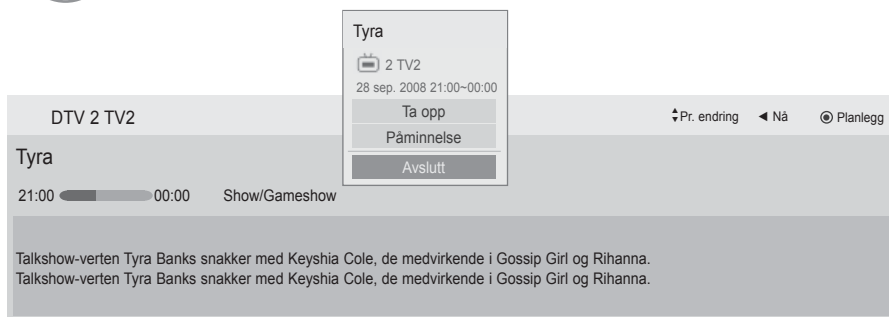 Tyra
2 TV2
28 sep. 2008 21:00~00:00
Ta opp
Påminnelse
Avslutt
DTV 2 TV2
Pr. endring ◀ Nå ◉ Planlegg
Tyra
21:00 00:00 Show/Gameshow
Talkshow-verten Tyra Banks snakker med Keyshia Cole, de medvirkende i Gossip Girl og Rihanna.
Talkshow-verten Tyra Banks snakker med Keyshia Cole, de medvirkende i Gossip Girl og Rihanna.